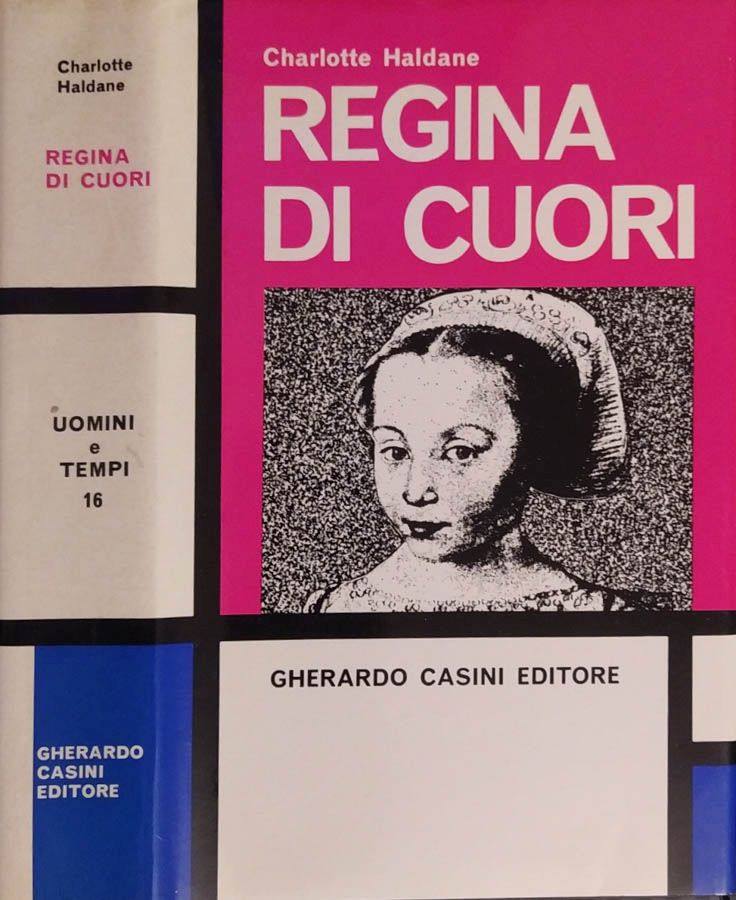 Charlotte
Haldane
REGINA
DI CUORI
UOMINI
e
TEMPI
16
GHERARDO
CASINI
EDITORE
Charlotte Haldane
REGINA
DI CUORI
GHERARDO CASINI EDITORE